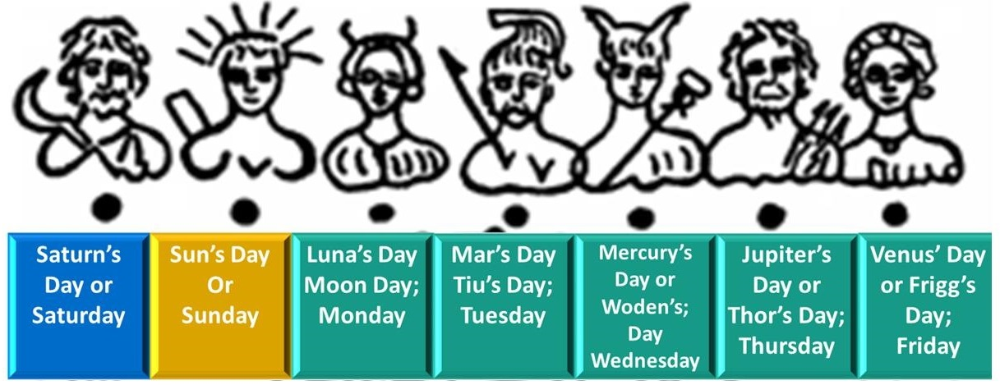 Saturn’s
Day or
Saturday
Sun’s Day
Or
Sunday
Luna’s Day
Moon Day;
Monday
Mar’s Day
Tiu’s Day;
Tuesday
Mercury’s
Day or
Woden’s;
Day
Wednesday
Jupiter’s
Day or
Thor’s Day;
Thursday
Venus’ Day
or Frigg’s
Day;
Friday